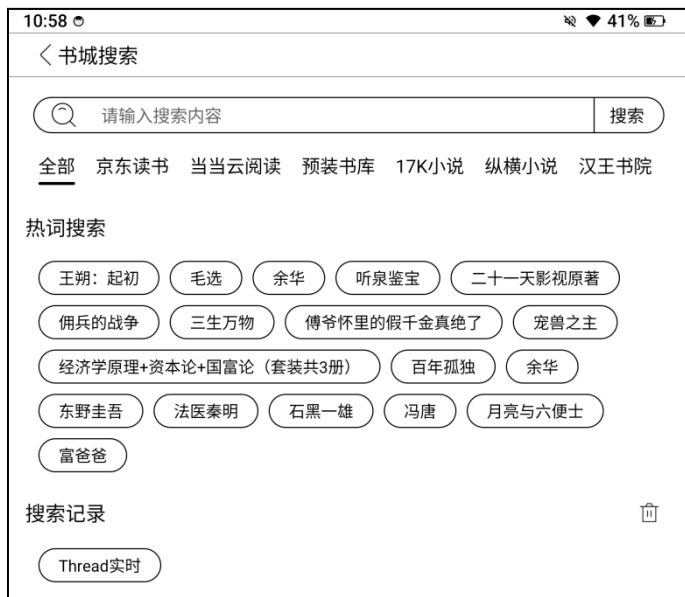 10:58 41%
书城搜索
请输入搜索内容 搜索
全部 京东读书 当当云阅读 预装书库 17K小说 纵横小说 汉王书院
热词搜索
王朔：起初 毛选 余华 听泉鉴宝 二十一天影视原著
佣兵的战争 三生万物 傅爷怀里的假千金真绝了 宠兽之主
经济学原理+资本论+国富论（套装共3册） 百年孤独 余华
东野圭吾 法医秦明 石黑一雄 冯唐 月亮与六便士
富爸爸
搜索记录
Thread实时